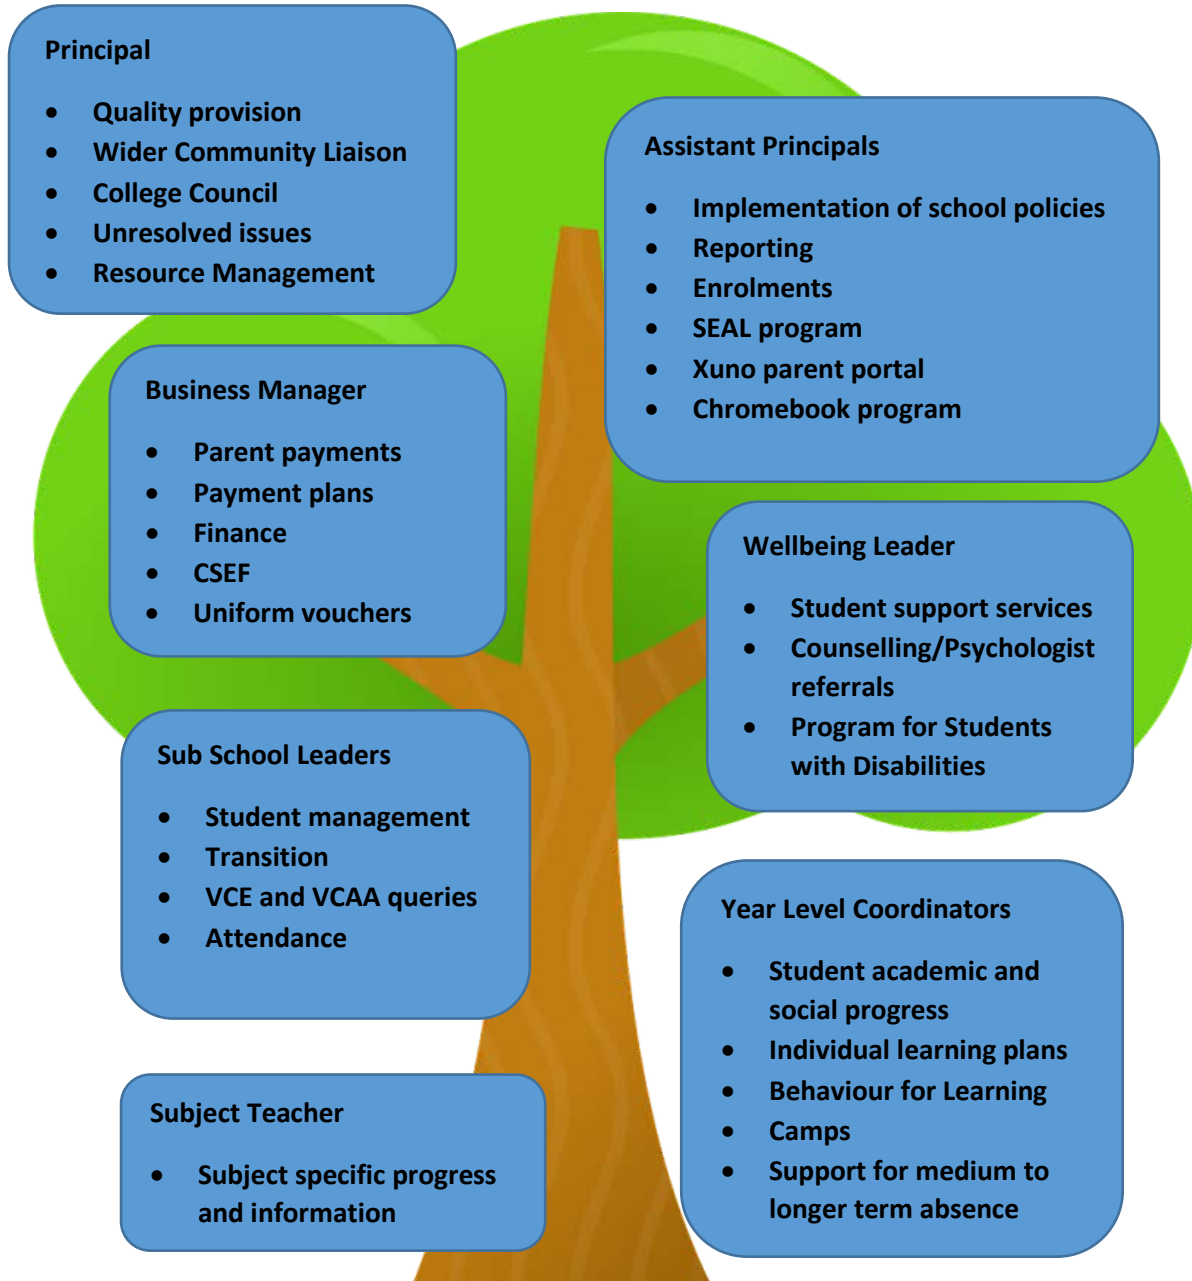 Principal
• Quality provision
• Wider Community Liaison
• College Council
• Unresolved issues
• Resource Management
Assistant Principals
• Implementation of school policies
• Reporting
• Enrolments
• SEAL program
• Xuno parent portal
• Chromebook program
Business Manager
• Parent payments
• Payment plans
• Finance
• CSEF
• Uniform vouchers
Wellbeing Leader
• Student support services
• Counselling/Psychologist
referrals
• Program for Students
with Disabilities
Sub School Leaders
• Student management
• Transition
• VCE and VCAA queries
• Attendance
Year Level Coordinators
• Student academic and
social progress
• Individual learning plans
• Behaviour for Learning
• Camps
• Support for medium to
longer term absence
Subject Teacher
• Subject specific progress
and information